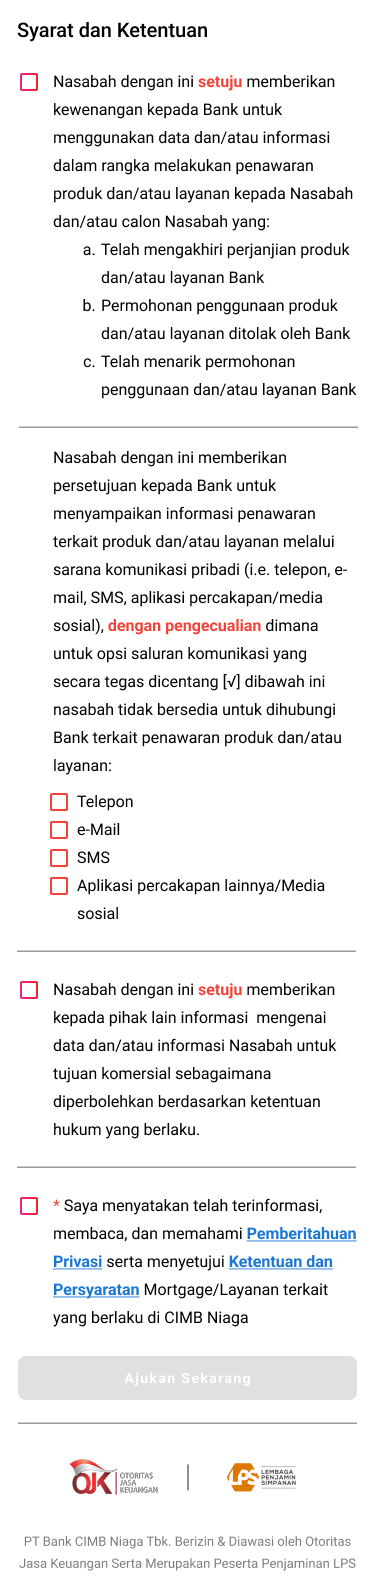 Syarat dan Ketentuan
Nasabah dengan ini setuju memberikan
kewenangan kepada Bank untuk
menggunakan data dan/atau informasi
dalam rangka melakukan penawaran
produk dan/atau layanan kepada Nasabah
dan/atau calon Nasabah yang:
a. Telah mengakhiri perjanjian produk
dan/atau layanan Bank
b. Permohonan penggunaan produk
dan/atau layanan ditolak oleh Bank
c. Telah menarik permohonan
penggunaan dan/atau layanan Bank
Nasabah dengan ini memberikan
persetujuan kepada Bank untuk
menyampaikan informasi penawaran
terkait produk dan/atau layanan melalui
sarana komunikasi pribadi (i.e. telepon, e-
mail, SMS, aplikasi percakapan/media
sosial), dengan pengecualian dimana
untuk opsi saluran komunikasi yang
secara tegas dicentang [√] dibawah ini
nasabah tidak bersedia untuk dihubungi
Bank terkait penawaran produk dan/atau
layanan:
Telepon
e-Mail
SMS
Aplikasi percakapan lainnya/Media
sosial
Nasabah dengan ini setuju memberikan
kepada pihak lain informasi  mengenai
data dan/atau informasi Nasabah untuk
tujuan komersial sebagaimana
diperbolehkan berdasarkan ketentuan
hukum yang berlaku.
* Saya menyatakan telah terinformasi,
membaca, dan memahami Pemberitahuan
Privasi serta menyetujui Ketentuan dan
Persyaratan Mortgage/Layanan terkait
yang berlaku di CIMB Niaga
Ajukan Sekarang
OJK OTORITAS
JASA
KEUANGAN
LPS LEMBAGA
PENJAMIN
SIMPANAN
PT Bank CIMB Niaga Tbk. Berizin & Diawasi oleh Otoritas
Jasa Keuangan Serta Merupakan Peserta Penjaminan LPS